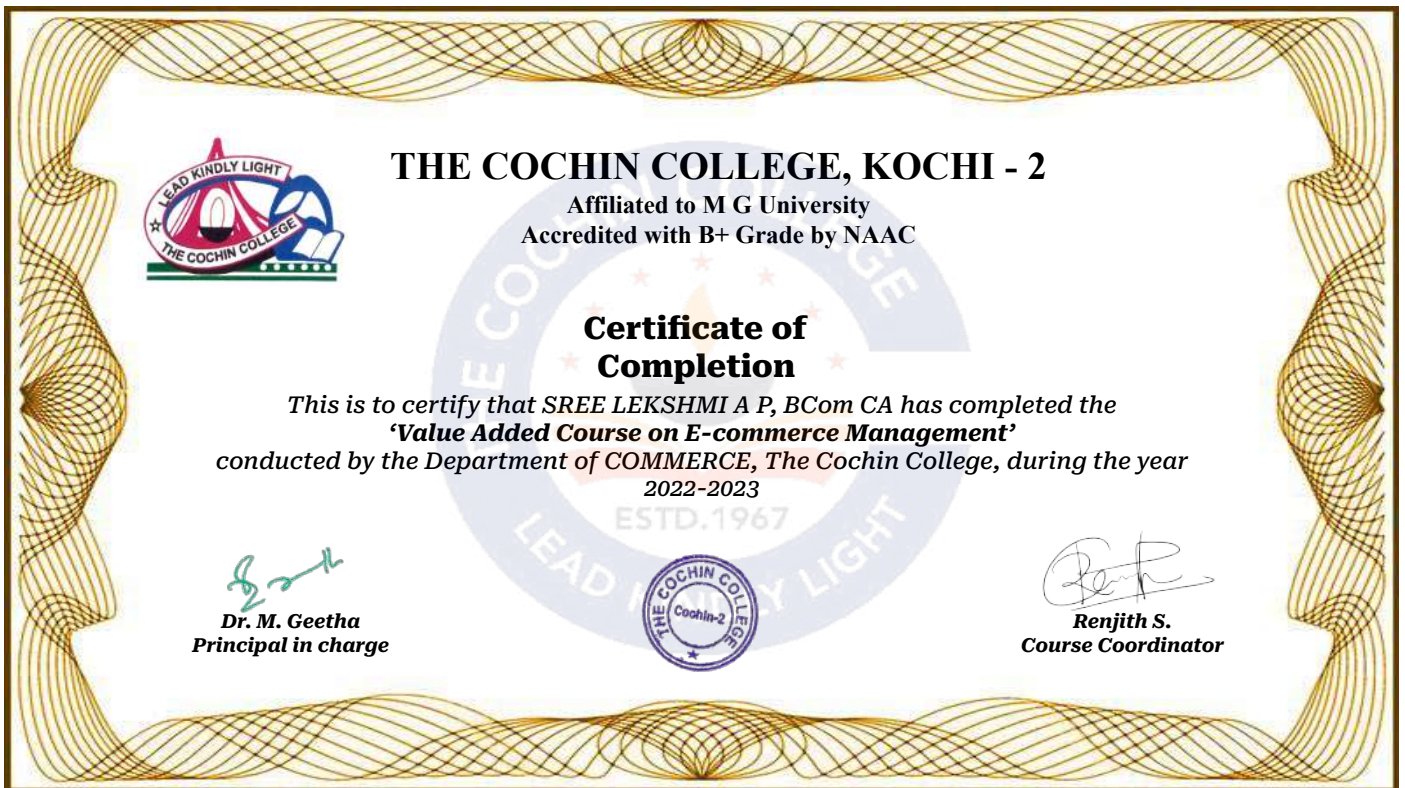 LEAD KINDLY LIGHT
THE COCHIN COLLEGE
THE COCHIN COLLEGE, KOCHI - 2
Affiliated to M G University
Accredited with B+ Grade by NAAC
THE COCHIN COLLEGE
Certificate of
Completion
This is to certify that SREE LEKSHMI A P, BCom CA has completed the
‘Value Added Course on E-commerce Management’
conducted by the Department of COMMERCE, The Cochin College, during the year
2022-2023
ESTD.1967
LEAD KINDLY LIGHT
Dr. M. Geetha
Principal in charge
THE COCHIN COLLEGE
Cochin-2
Renjith S.
Course Coordinator